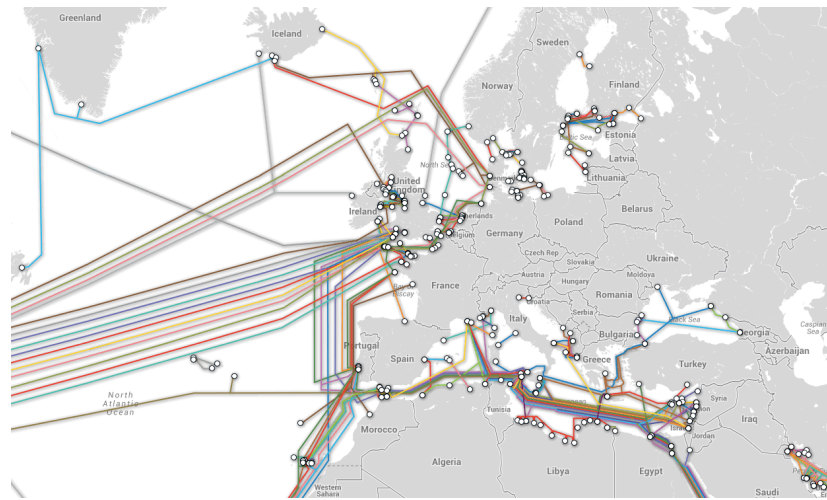 Greenland
Iceland
Sweden
Finland
Norway
Estonia
Baltic Sea
Latvia
Lithuania
North Sea
United
Kingdom
Ireland
Belarus
Poland
Germany
Belgium
Czech Rep
Slovakia
Ukraine
Austria
Moldova
Hungary
France
Romania
Croatia
Serbia
Italy
Black Sea
Bulgaria
Georgia
Caspian
Sea
Azerbaijan
Portugal
Spain
Greece
Turkey
North
Atlantic
Ocean
Syria
Tunisia
Iraq
Morocco
Jordan
Algeria
Libya
Egypt
Western
Sahara
Saudi